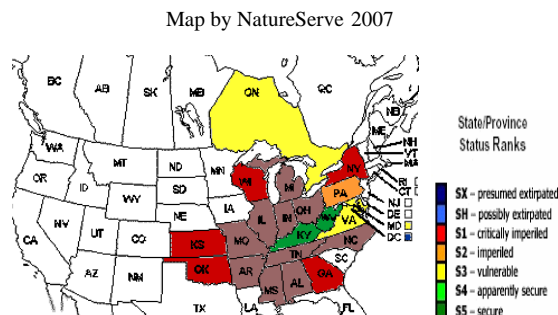 Map by NatureServe 2007
BC
AB
SK
MB
ON
QC
NB
ME
WA
MT
ND
MN
NH
VT
MA
OR
ID
SD
WI
NY
RI
CT
WY
MI
PA
NJ
DE
MD
DC
NE
IA
NV
UT
CO
IL
IN
OH
WV
VA
CA
KS
MO
KY
NC
AZ
NM
OK
AR
TN
SC
TX
LA
MS
AL
GA
FL
State/Province
Status Ranks
SX = presumed extirpated
SH = possibly extirpated
S1 = critically imperiled
S2 = imperiled
S3 = vulnerable
S4 = apparently secure
S5 = secure